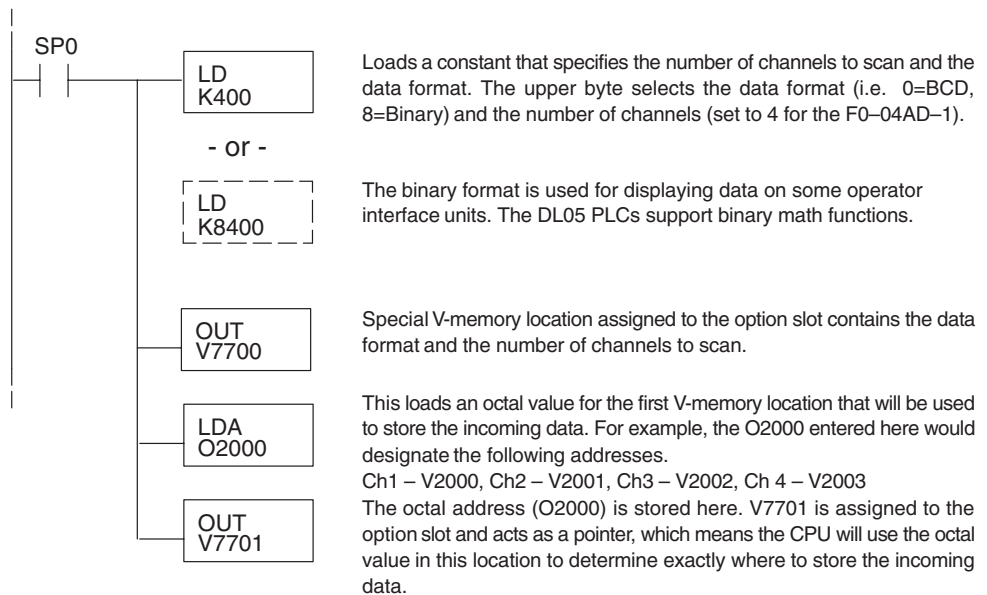 SP0
LD
K400
Loads a constant that specifies the number of channels to scan and the
data format. The upper byte selects the data format (i.e. 0=BCD,
8=Binary) and the number of channels (set to 4 for the F0–04AD–1).
- or -
LD
K8400
The binary format is used for displaying data on some operator
interface units. The DL05 PLCs support binary math functions.
OUT
V7700
Special V-memory location assigned to the option slot contains the data
format and the number of channels to scan.
LDA
O2000
This loads an octal value for the first V-memory location that will be used
to store the incoming data. For example, the O2000 entered here would
designate the following addresses.
Ch1 – V2000, Ch2 – V2001, Ch3 – V2002, Ch 4 – V2003
OUT
V7701
The octal address (O2000) is stored here. V7701 is assigned to the
option slot and acts as a pointer, which means the CPU will use the octal
value in this location to determine exactly where to store the incoming
data.